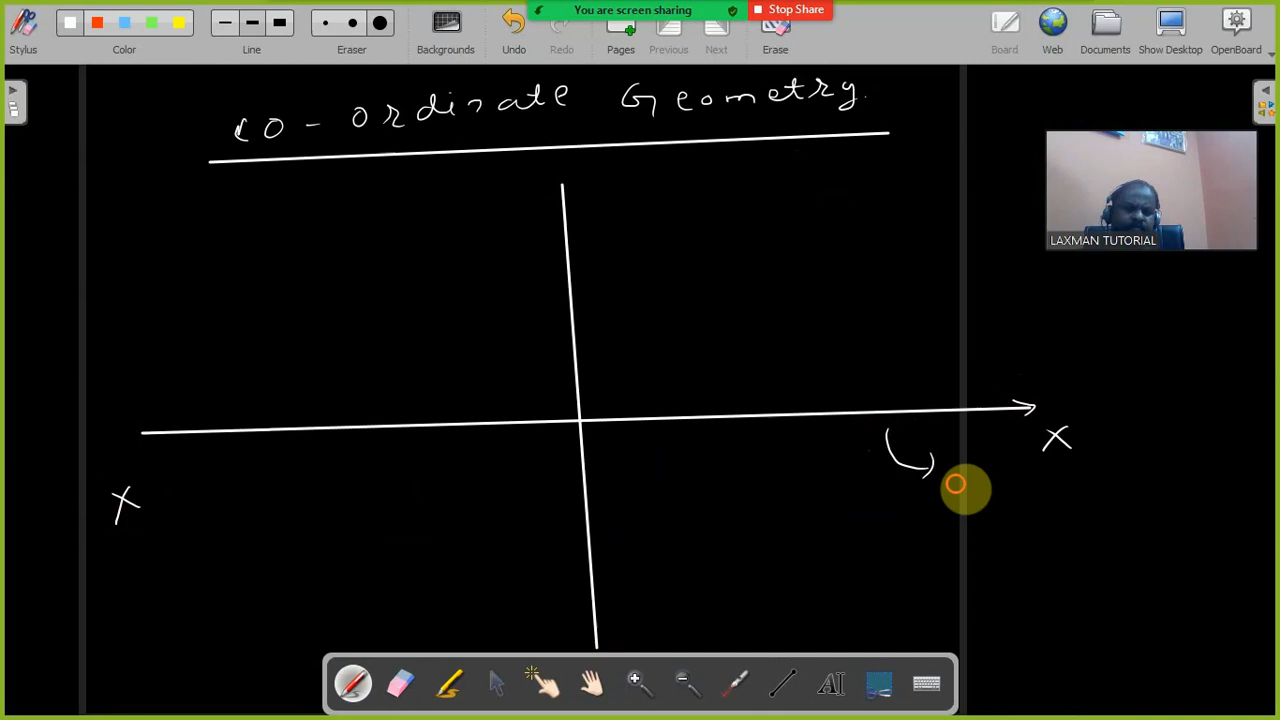 You are screen sharing Stop Share
Stylus Color Line Eraser Backgrounds Undo Redo Pages Previous Next Erase Board Web Documents Show Desktop OpenBoard
co - ordinate Geometry.
LAXMAN TUTORIAL
X
X